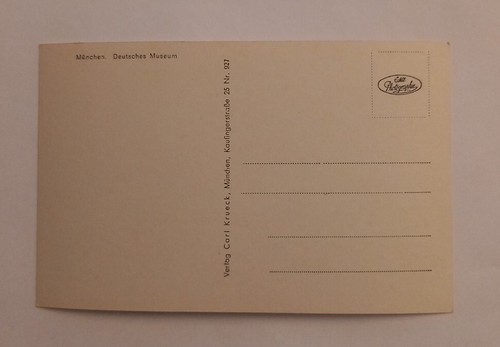 München. Deutsches Museum
Echte
Photographie
Verlag Carl Krueck, München, Kaufingerstraße 25 Nr. 927